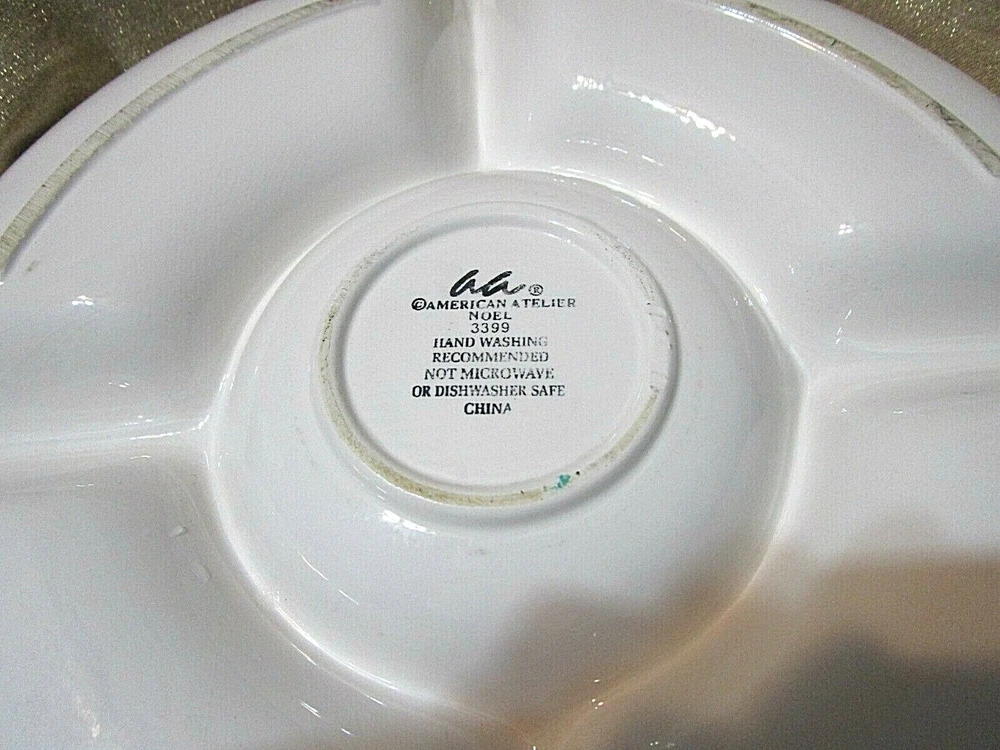 aa®
©AMERICAN ATELIER
NOEL
3399
HAND WASHING
RECOMMENDED
NOT MICROWAVE
OR DISHWASHER SAFE
CHINA